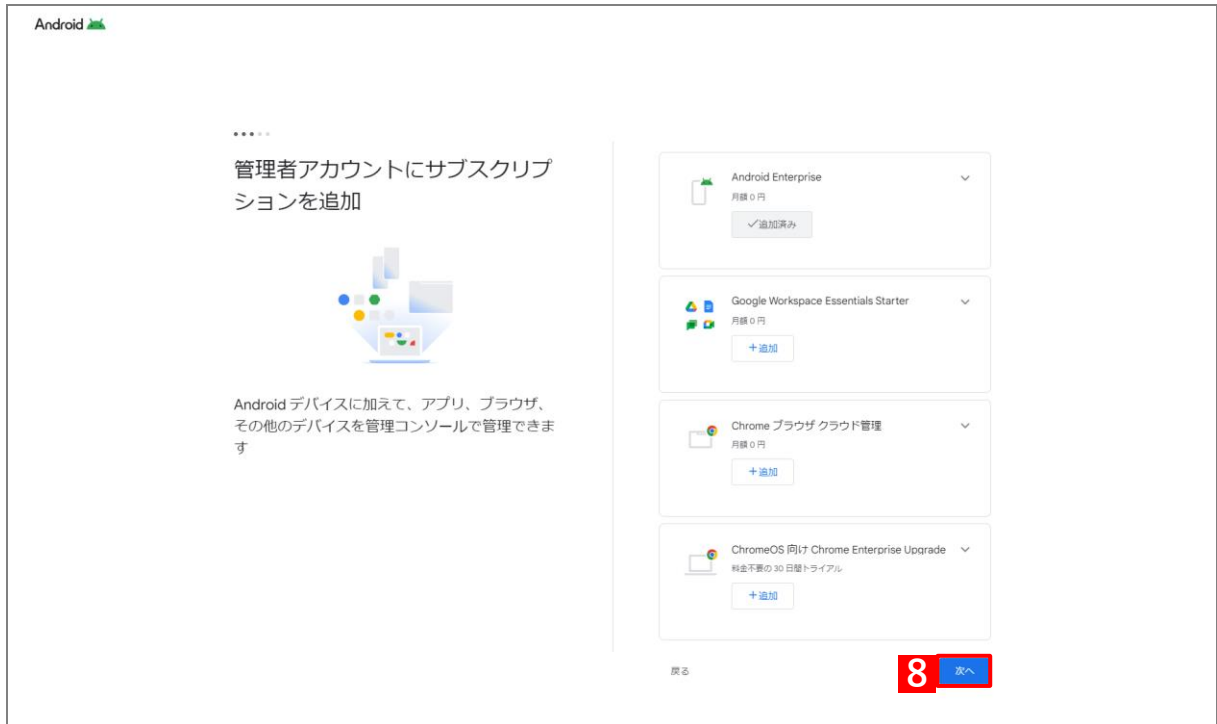 Android
管理者アカウントにサブスクリプ
ションを追加
Android デバイスに加えて、アプリ、ブラウザ、
その他のデバイスを管理コンソールで管理できま
す
Android Enterprise
月額 0 円
✓追加済み
Google Workspace Essentials Starter
月額 0 円
＋追加
Chrome ブラウザ クラウド管理
月額 0 円
＋追加
ChromeOS 向け Chrome Enterprise Upgrade
料金不要の 30 日間トライアル
＋追加
戻る
8
次へ